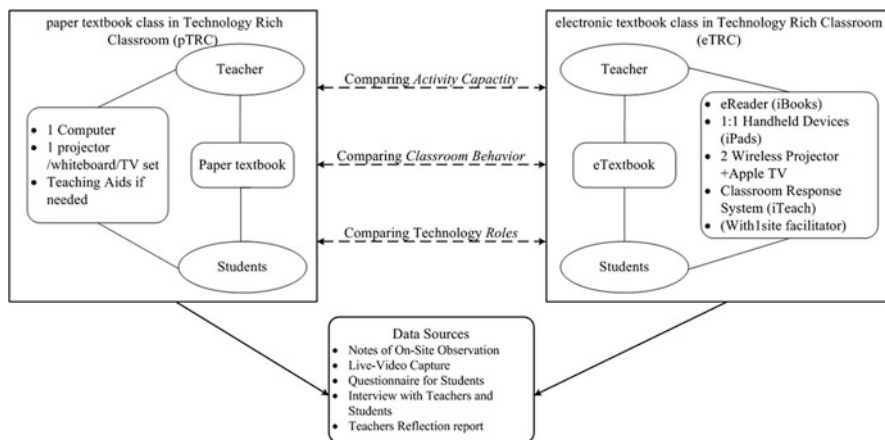 paper textbook class in Technology Rich
Classroom (pTRC)
Teacher
• 1 Computer
• 1 projector
/whiteboard/TV set
• Teaching Aids if
needed
Paper textbook
Students
Comparing Activity Capactity
Comparing Classroom Behavior
Comparing Technology Roles
electronic textbook class in Technology Rich Classroom
(eTRC)
Teacher
eTextbook
• eReader (iBooks)
• 1:1 Handheld Devices
(iPads)
• 2 Wireless Projector
+Apple TV
• Classroom Response
System (iTeach)
• (With1site facilitator)
Students
Data Sources
• Notes of On-Site Observation
• Live-Video Capture
• Questionnaire for Students
• Interview with Teachers and
Students
• Teachers Reflection report